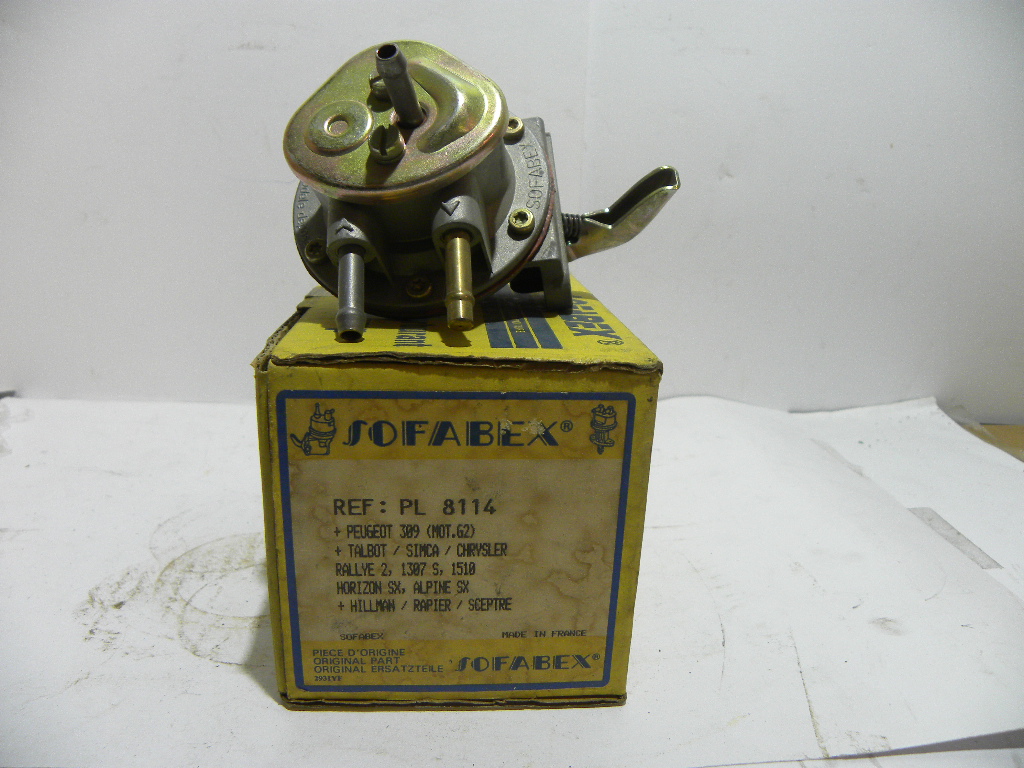 SOFABEX
SOFABEX®
REF: PL 8114
+ PEUGEOT 309 (MOT.G2)
+ TALBOT / SIMCA / CHRYSLER
RALLYE 2, 1307 S, 1510
HORIZON SX, ALPINE SX
+ HILLMAN / RAPIER / SCEPTRE
SOFABEX MADE IN FRANCE
PIECE D'ORIGINE
ORIGINAL PART
ORIGINAL ERSATZTEILE SOFABEX®